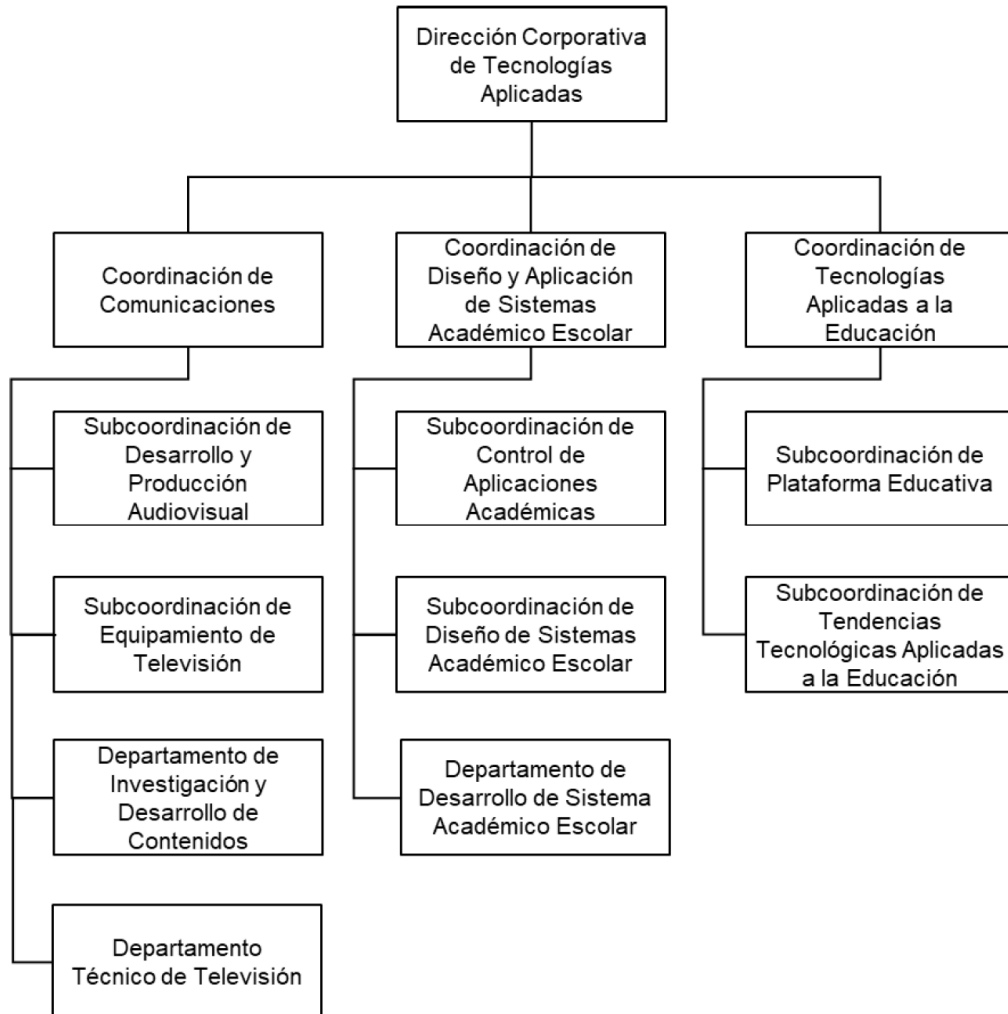 Dirección Corporativa
de Tecnologías
Aplicadas
Coordinación de
Comunicaciones
Coordinación de
Diseño y Aplicación
de Sistemas
Académico Escolar
Coordinación de
Tecnologías
Aplicadas a la
Educación
Subcoordinación de
Desarrollo y
Producción
Audiovisual
Subcoordinación de
Control de
Aplicaciones
Académicas
Subcoordinación de
Plataforma Educativa
Subcoordinación de
Equipamiento de
Televisión
Subcoordinación de
Diseño de Sistemas
Académico Escolar
Subcoordinación de
Tendencias
Tecnológicas Aplicadas
a la Educación
Departamento de
Investigación y
Desarrollo de
Contenidos
Departamento de
Desarrollo de Sistema
Académico Escolar
Departamento
Técnico de Televisión